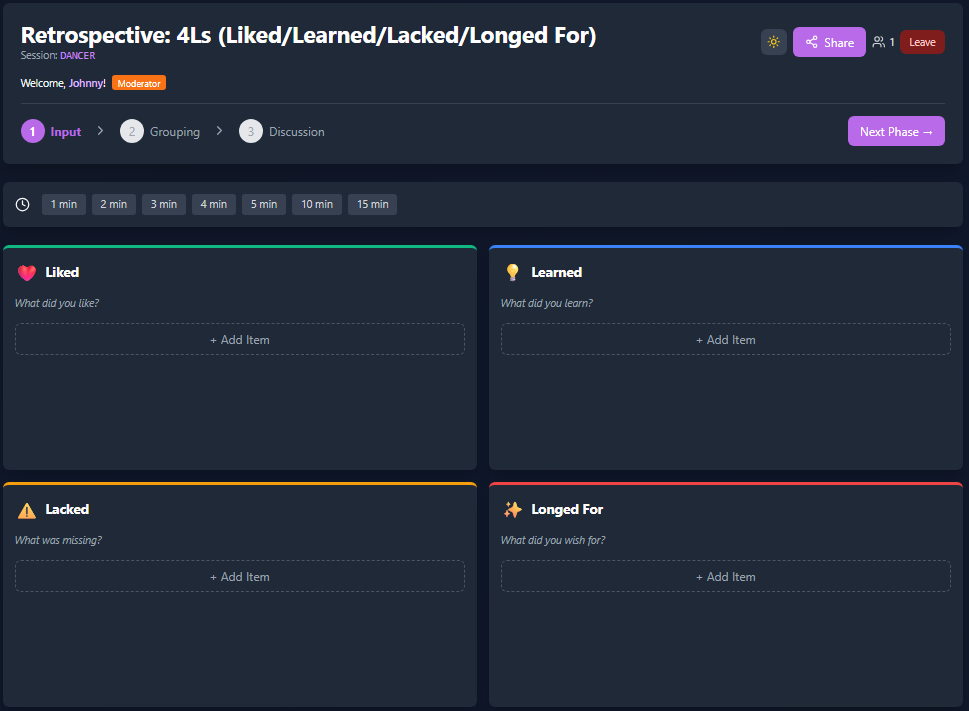 Retrospective: 4Ls (Liked/Learned/Lacked/Longed For)
Share
1
Leave
Session: DANCER
Welcome, Johnny! Moderator
1 Input
2 Grouping
3 Discussion
Next Phase →
1 min
2 min
3 min
4 min
5 min
10 min
15 min
Liked
What did you like?
+ Add Item
Learned
What did you learn?
+ Add Item
Lacked
What was missing?
+ Add Item
Longed For
What did you wish for?
+ Add Item